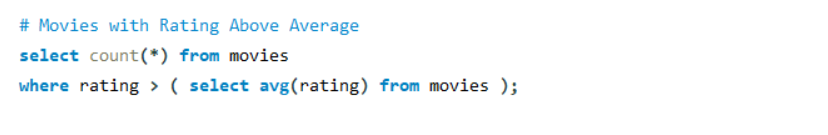 # Movies with Rating Above Average
select count(*) from movies
where rating > ( select avg(rating) from movies );